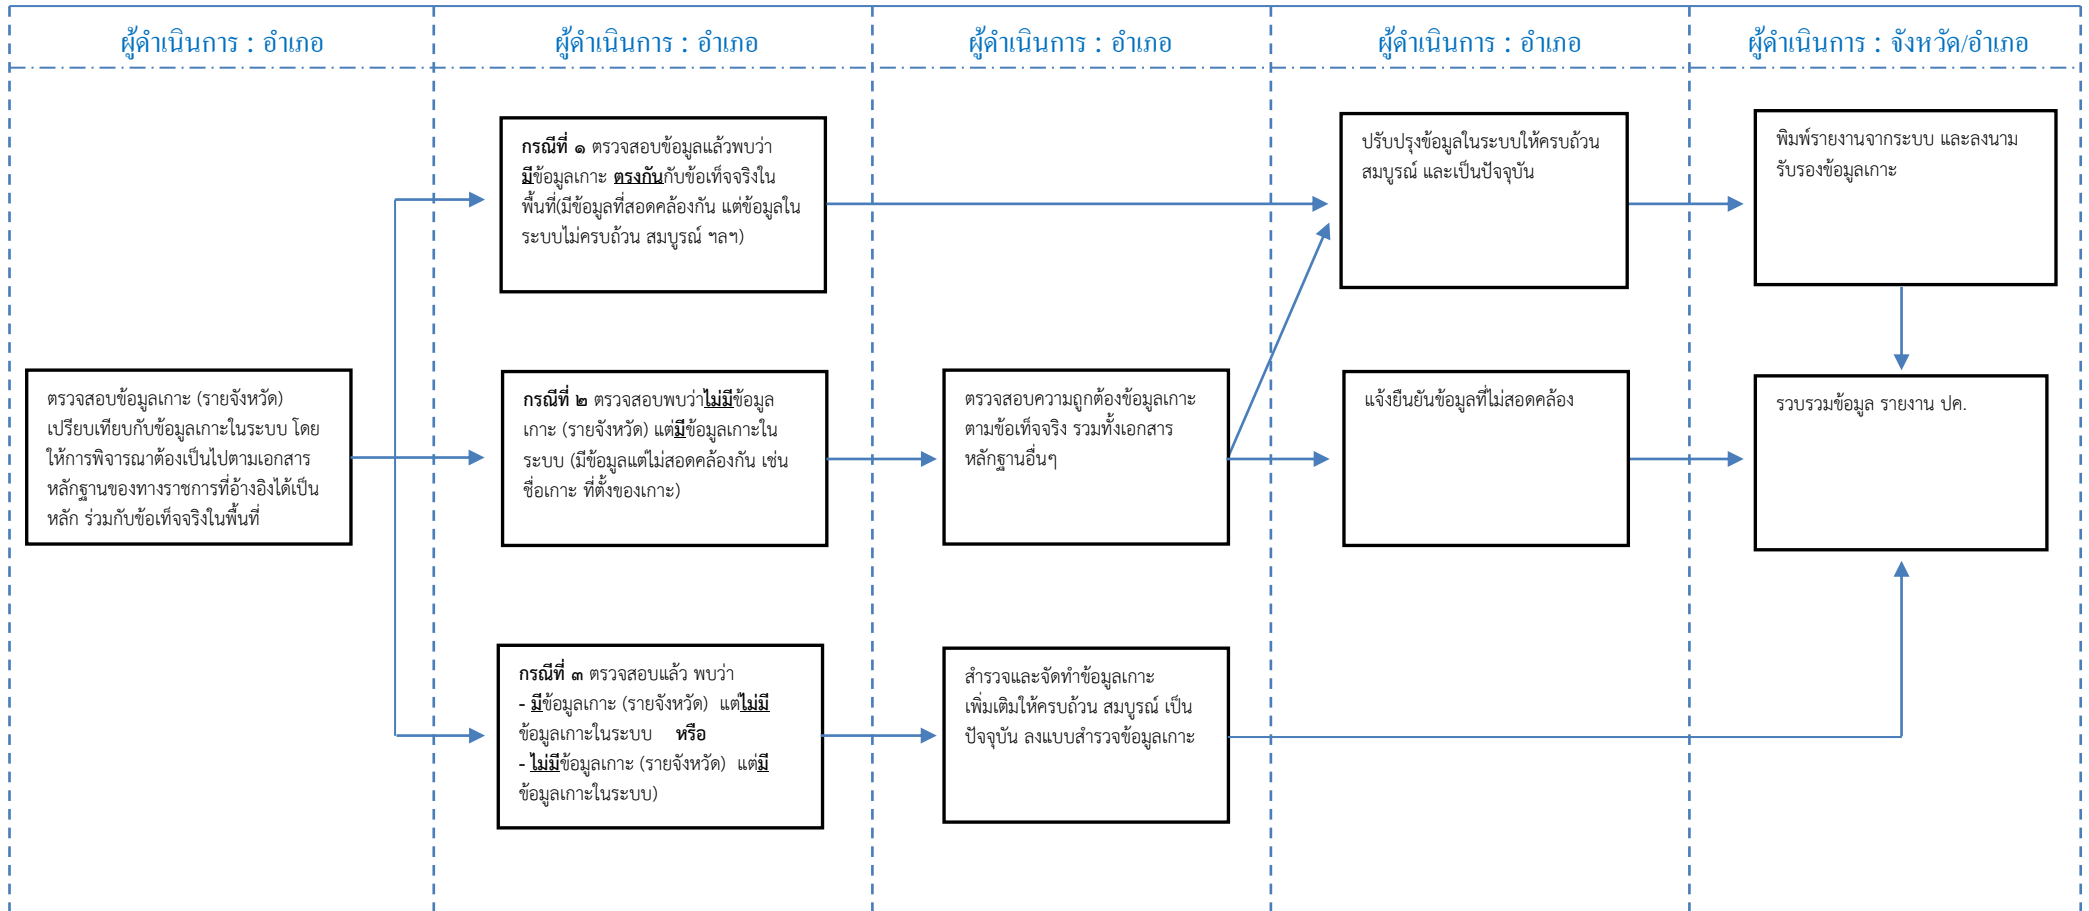 ผู้ดำเนินการ : อำเภอ
ผู้ดำเนินการ : อำเภอ
ผู้ดำเนินการ : อำเภอ
ผู้ดำเนินการ : อำเภอ
ผู้ดำเนินการ : จังหวัด/อำเภอ
ตรวจสอบข้อมูลเกาะ (รายจังหวัด)
เปรียบเทียบกับข้อมูลเกาะในระบบ โดย
ให้การพิจารณาต้องเป็นไปตามเอกสาร
หลักฐานของทางราชการที่อ้างอิงได้เป็น
หลัก ร่วมกับข้อเท็จจริงในพื้นที่
กรณีที่ ๑ ตรวจสอบข้อมูลแล้วพบว่า
มีข้อมูลเกาะ ตรงกันกับข้อเท็จจริงใน
พื้นที่(มีข้อมูลที่สอดคล้องกัน แต่ข้อมูลใน
ระบบไม่ครบถ้วน สมบูรณ์ ฯลฯ)
กรณีที่ ๒ ตรวจสอบพบว่าไม่มีข้อมูล
เกาะ (รายจังหวัด) แต่มีข้อมูลเกาะใน
ระบบ (มีข้อมูลแต่ไม่สอดคล้องกัน เช่น
ชื่อเกาะ ที่ตั้งของเกาะ)
กรณีที่ ๓ ตรวจสอบแล้ว พบว่า
- มีข้อมูลเกาะ (รายจังหวัด) แต่ไม่มี
ข้อมูลเกาะในระบบ หรือ
- ไม่มีข้อมูลเกาะ (รายจังหวัด) แต่มี
ข้อมูลเกาะในระบบ)
ตรวจสอบความถูกต้องข้อมูลเกาะ
ตามข้อเท็จจริง รวมทั้งเอกสาร
หลักฐานอื่นๆ
สำรวจและจัดทำข้อมูลเกาะ
เพิ่มเติมให้ครบถ้วน สมบูรณ์ เป็น
ปัจจุบัน ลงแบบสำรวจข้อมูลเกาะ
ปรับปรุงข้อมูลในระบบให้ครบถ้วน
สมบูรณ์ และเป็นปัจจุบัน
แจ้งยืนยันข้อมูลที่ไม่สอดคล้อง
พิมพ์รายงานจากระบบ และลงนาม
รับรองข้อมูลเกาะ
รวบรวมข้อมูล รายงาน ปค.